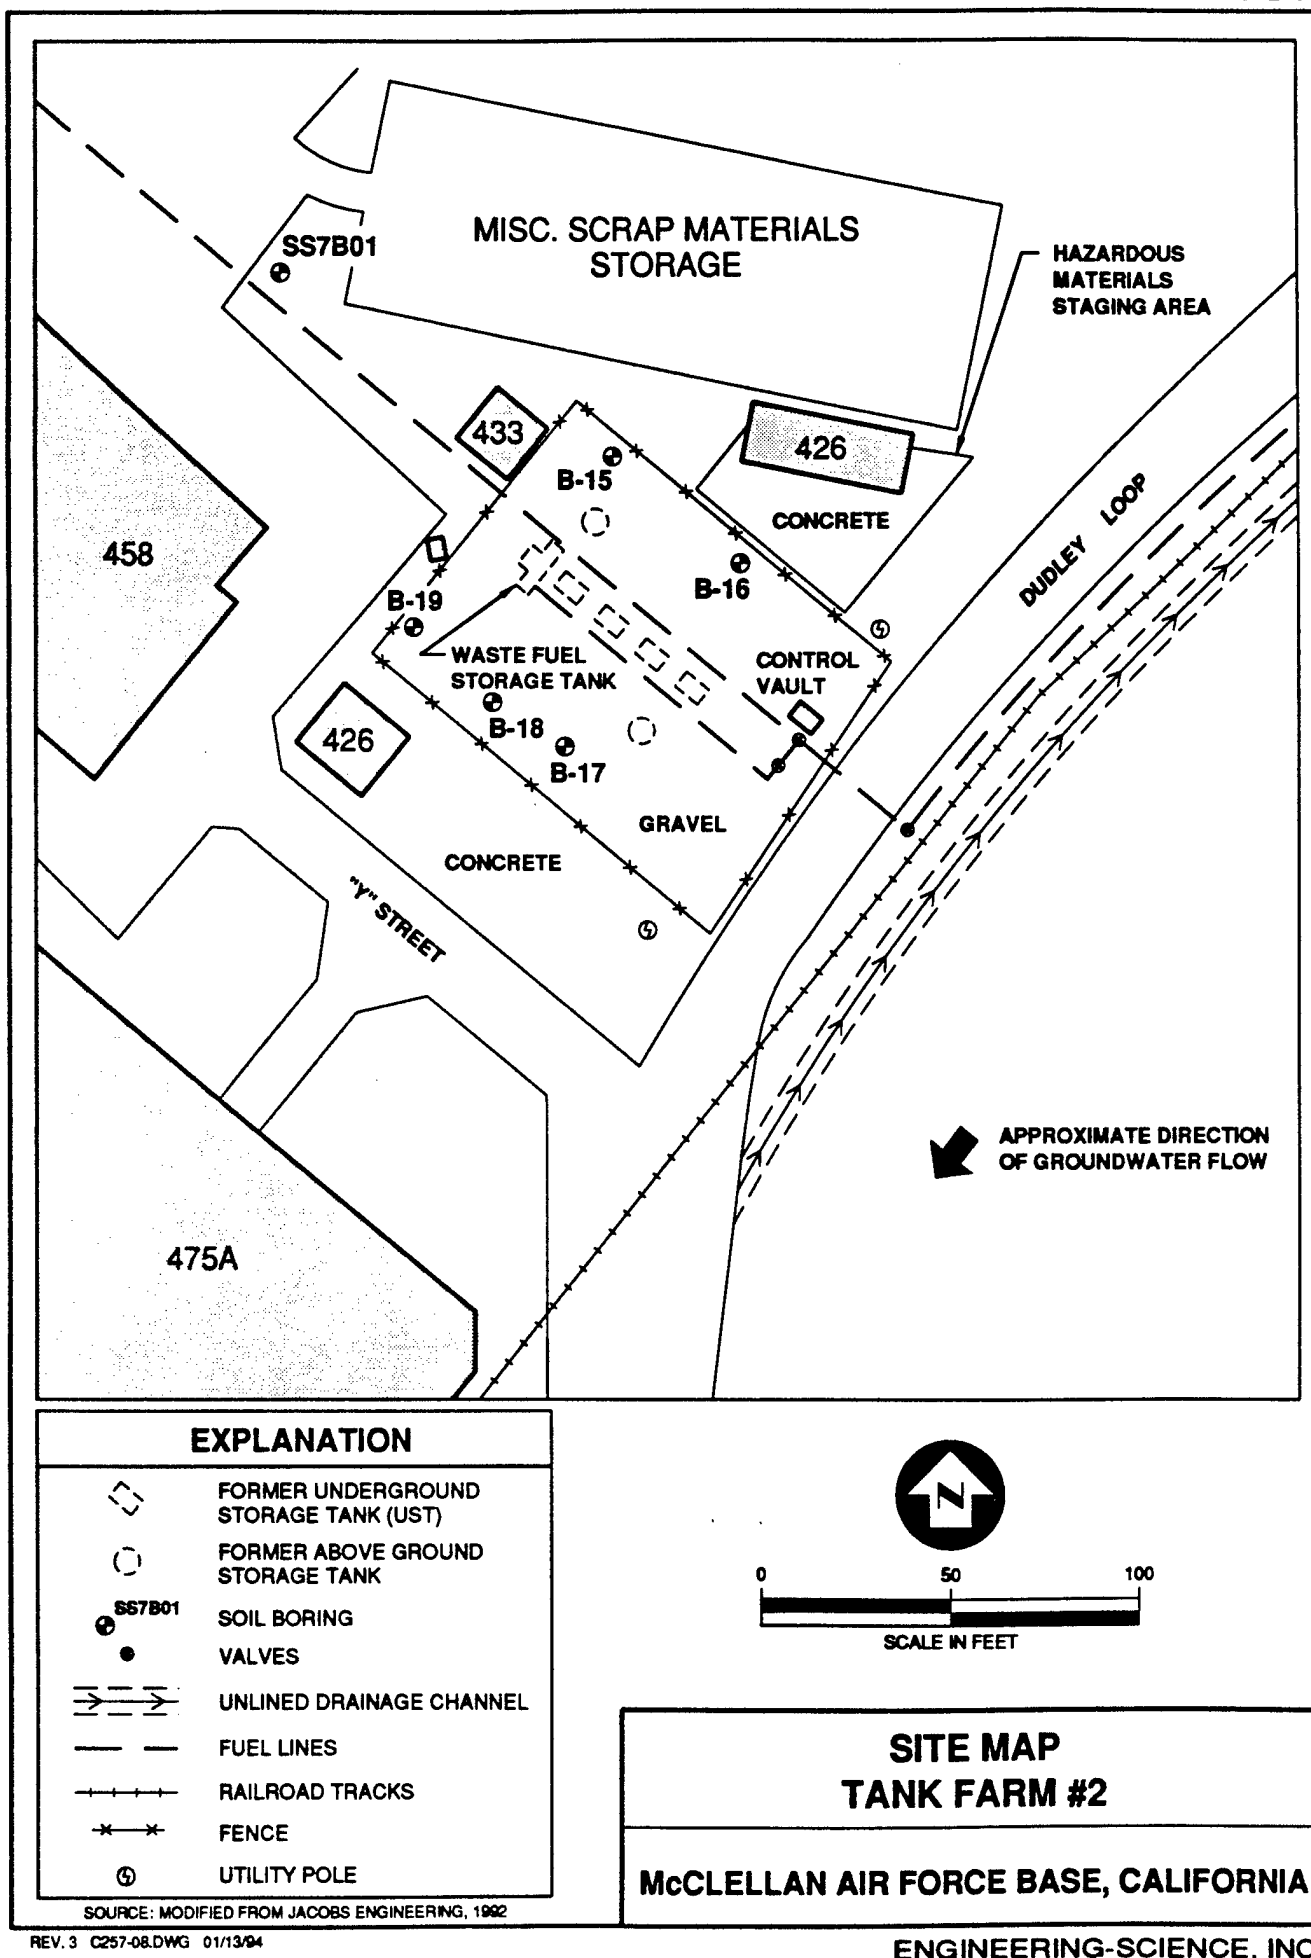 MISC. SCRAP MATERIALS
STORAGE
SS7B01
HAZARDOUS
MATERIALS
STAGING AREA
433
426
B-15
CONCRETE
458
B-16
DUDLEY LOOP
B-19
WASTE FUEL
STORAGE TANK
CONTROL
VAULT
B-18
426
B-17
GRAVEL
CONCRETE
"Y" STREET
APPROXIMATE DIRECTION
OF GROUNDWATER FLOW
475A
EXPLANATION
FORMER UNDERGROUND
STORAGE TANK (UST)
FORMER ABOVE GROUND
STORAGE TANK
SS7B01
SOIL BORING
VALVES
UNLINED DRAINAGE CHANNEL
FUEL LINES
RAILROAD TRACKS
FENCE
UTILITY POLE
SOURCE: MODIFIED FROM JACOBS ENGINEERING, 1992
REV. 3 C257-08.DWG 01/13/94
N
0 50 100
SCALE IN FEET
SITE MAP
TANK FARM #2
McCLELLAN AIR FORCE BASE, CALIFORNIA
ENGINEERING-SCIENCE, INC